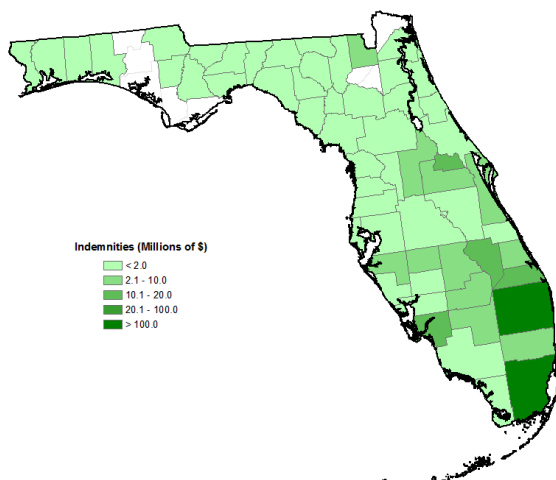 Indemnities (Millions of $)
< 2.0
2.1 - 10.0
10.1 - 20.0
20.1 - 100.0
> 100.0